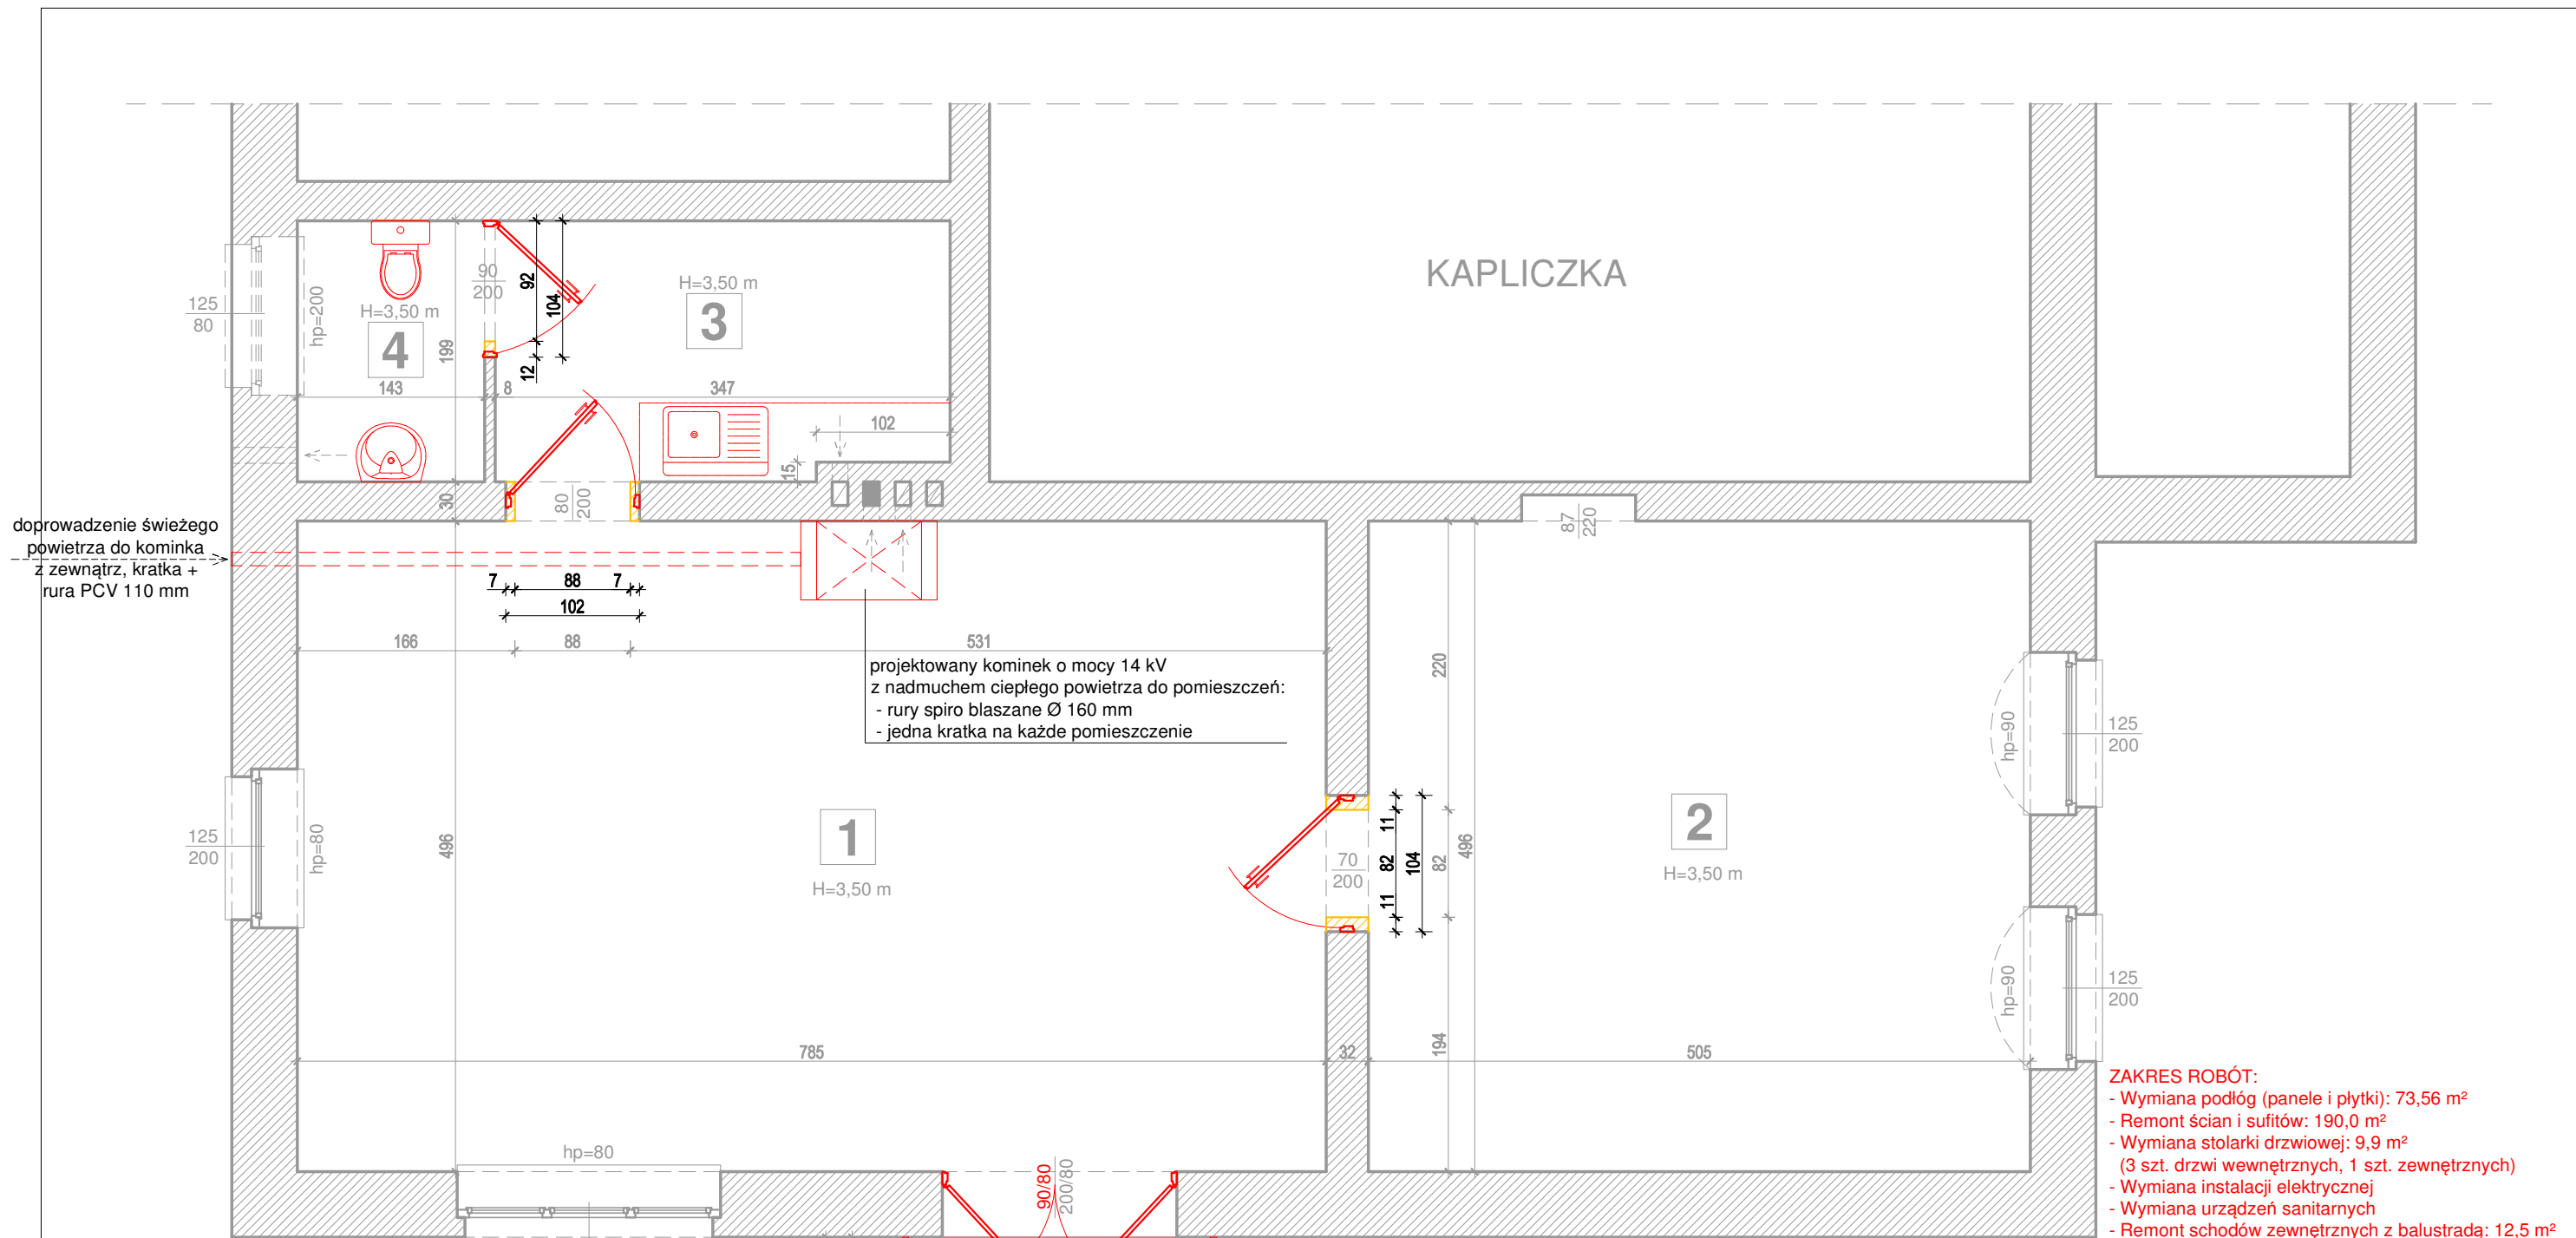 KAPLICZKA
90
200
92
104
12
H=3,50 m
3
H=3,50 m
4
hp=200
125
80
199
143
8
347
102
15
30
80
200
87
220
doprowadzenie świeżego
powietrza do kominka
z zewnątrz, kratka +
rura PCV 110 mm
7
88
7
102
166
88
531
projektowany kominek o mocy 14 kV
z nadmuchem ciepłego powietrza do pomieszczeń:
- rury spiro blaszane Ø 160 mm
- jedna kratka na każde pomieszczenie
220
hp=90
125
200
125
200
hp=80
496
1
H=3,50 m
70
200
11
82
11
104
82
496
2
H=3,50 m
hp=90
125
200
785
32
194
505
hp=80
90/80
200/80
ZAKRES ROBÓT:
- Wymiana podłóg (panele i płytki): 73,56 m²
- Remont ścian i sufitów: 190,0 m²
- Wymiana stolarki drzwiowej: 9,9 m²
(3 szt. drzwi wewnętrznych, 1 szt. zewnętrznych)
- Wymiana instalacji elektrycznej
- Wymiana urządzeń sanitarnych
- Remont schodów zewnętrznych z balustradą: 12,5 m²